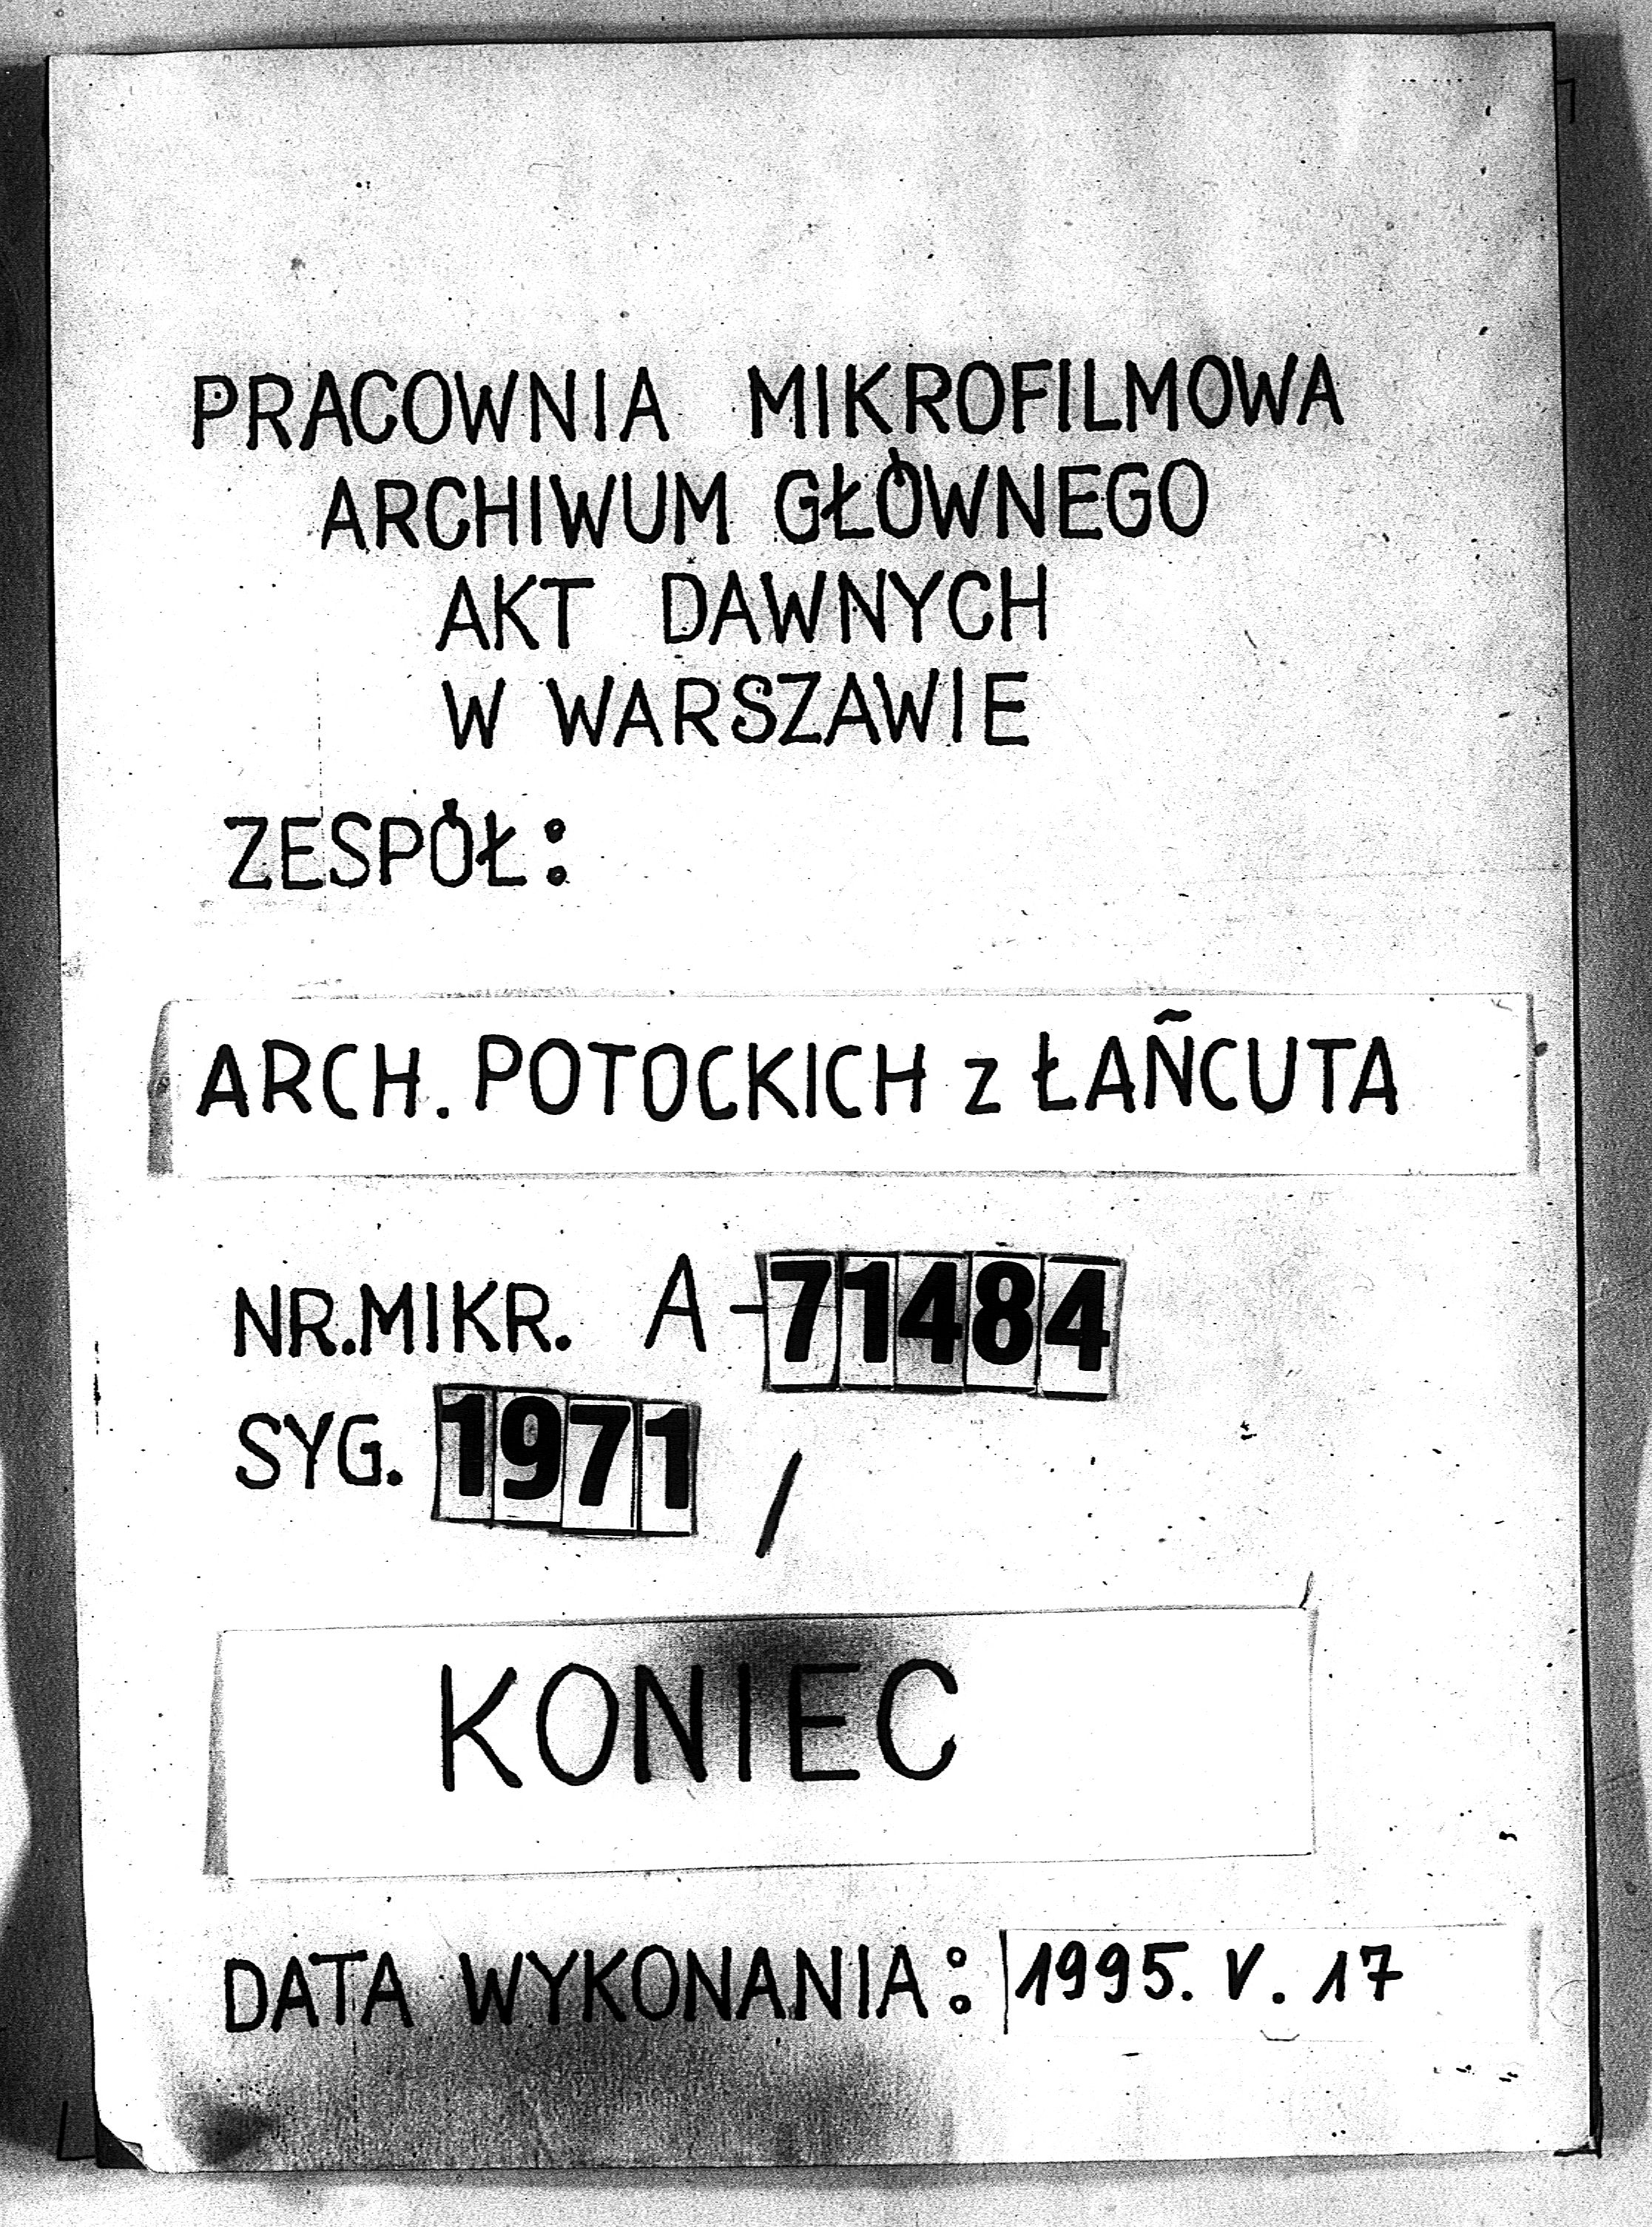 PRACOWNIA MIKROFILMOWA
ARCHIWUM GŁÓWNEGO
AKT DAWNYCH
W WARSZAWIE
ZESPÓŁ:
ARCH. POTOCKICH z ŁAŃCUTA
NR.MIKR. A-71484
SYG. 1971 /
KONIEC
DATA WYKONANIA: 1995. V. 17